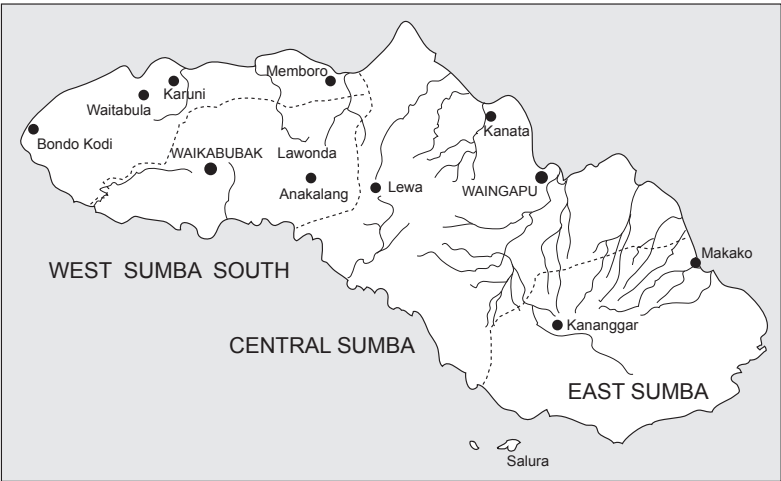 Memboro
Karuni
Waitabula
Kanata
Bondo Kodi
WAIKABUBAK
Lawonda
Anakalang
Lewa
WAINGAPU
Makako
WEST SUMBA SOUTH
Kananggar
CENTRAL SUMBA
EAST SUMBA
Salura